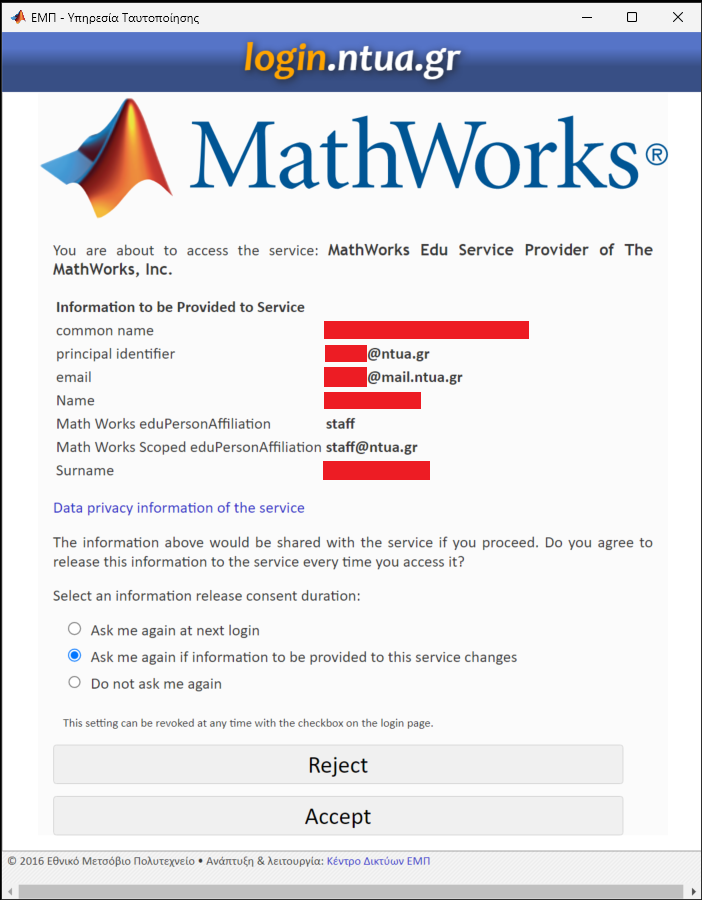 ΕΜΠ - Υπηρεσία Ταυτοποίησης
login.ntua.gr
MathWorks®
You are about to access the service: MathWorks Edu Service Provider of The
MathWorks, Inc.
Information to be Provided to Service
common name
principal identifier @ntua.gr
email @mail.ntua.gr
Name
Math Works eduPersonAffiliation staff
Math Works Scoped eduPersonAffiliation staff@ntua.gr
Surname
Data privacy information of the service
The information above would be shared with the service if you proceed. Do you agree to
release this information to the service every time you access it?
Select an information release consent duration:
Ask me again at next login
Ask me again if information to be provided to this service changes
Do not ask me again
This setting can be revoked at any time with the checkbox on the login page.
Reject
Accept
© 2016 Εθνικό Μετσόβιο Πολυτεχνείο • Ανάπτυξη & λειτουργία: Κέντρο Δικτύων ΕΜΠ